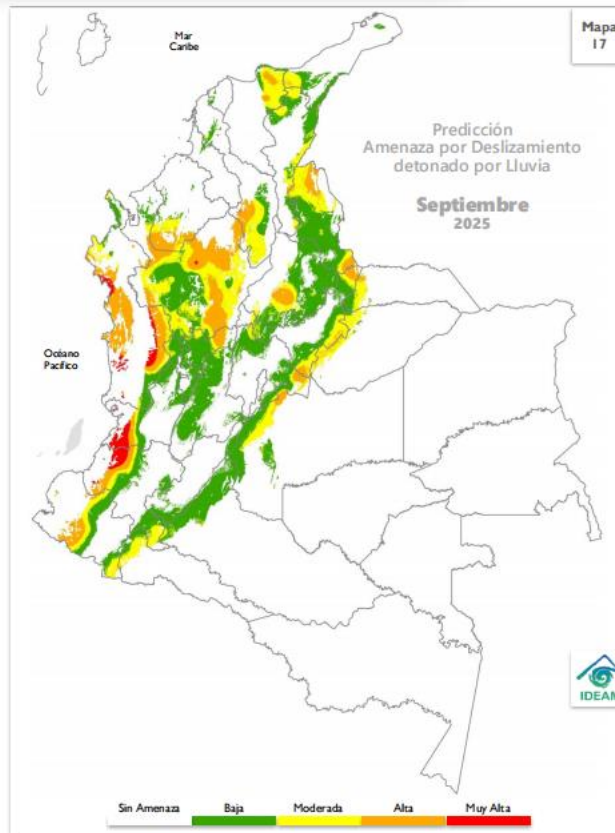 Mar
Caribe
Mapa
17
Predicción
Amenaza por Deslizamiento
detonado por Lluvia
Septiembre
2025
Océano
Pacífico
IDEAM
Sin Amenaza Baja Moderada Alta Muy Alta